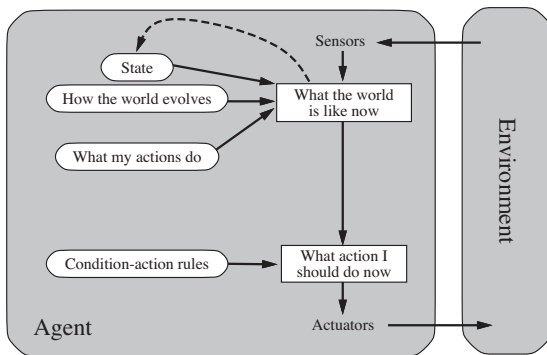 Sensors
State
How the world evolves
What the world
is like now
What my actions do
Environment
Condition-action rules
What action I
should do now
Agent
Actuators